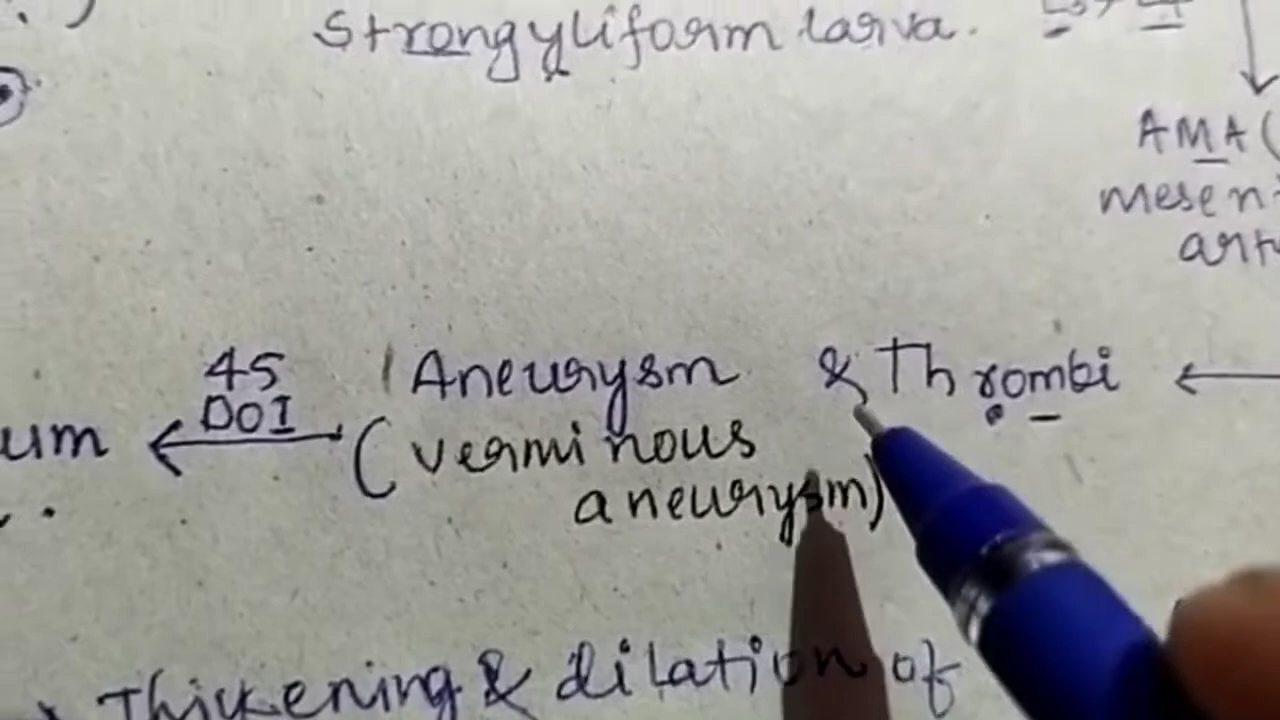 Strongyliform larva.
AMA (
mesen
art
45
DOI
Aneurysm & Thrombi
um
(verminous
aneurysm)
Thickening & dilation of